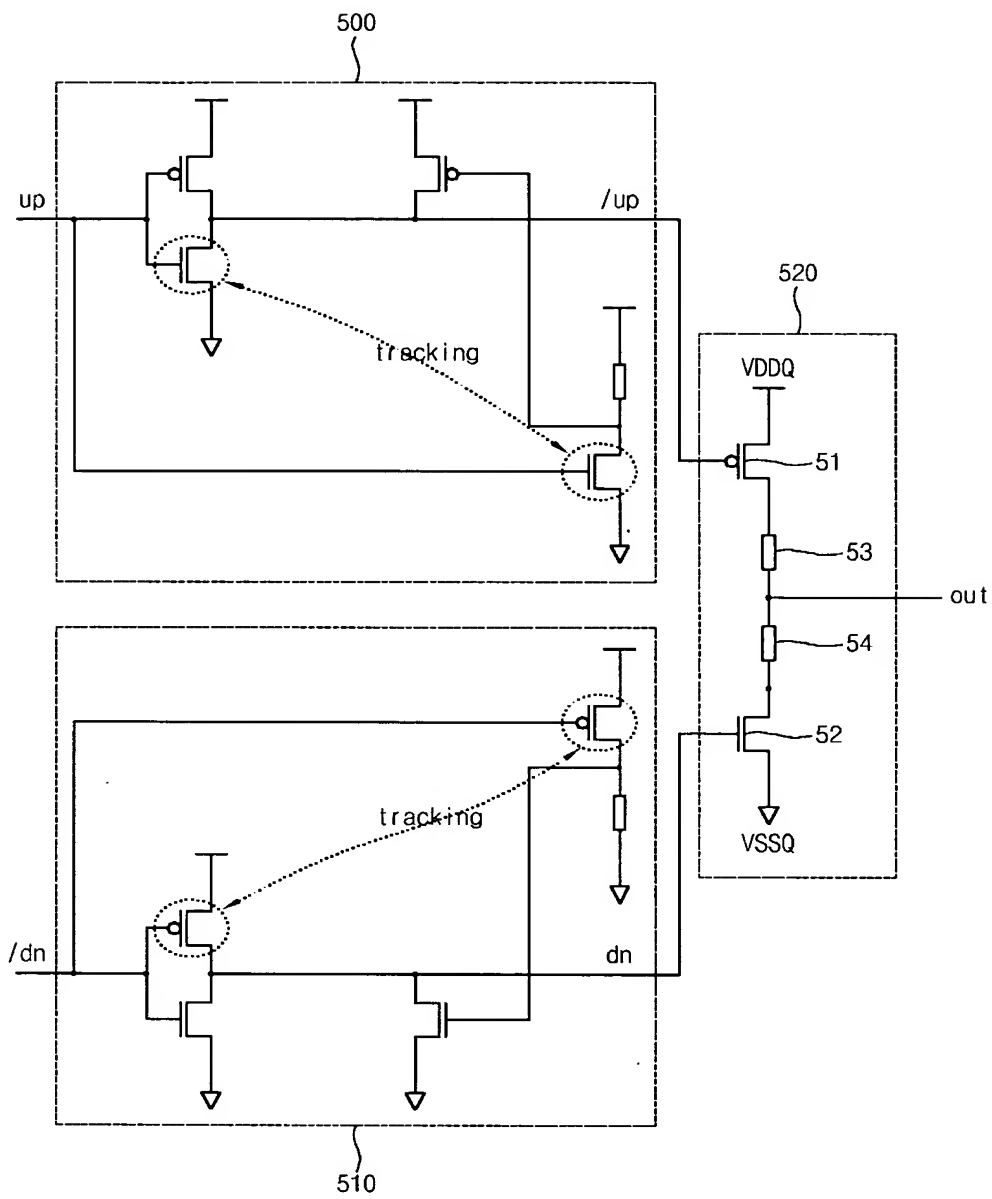 500
up
/up
tracking
520
VDDQ
51
53
out
54
52
VSSQ
tracking
/dn
dn
510